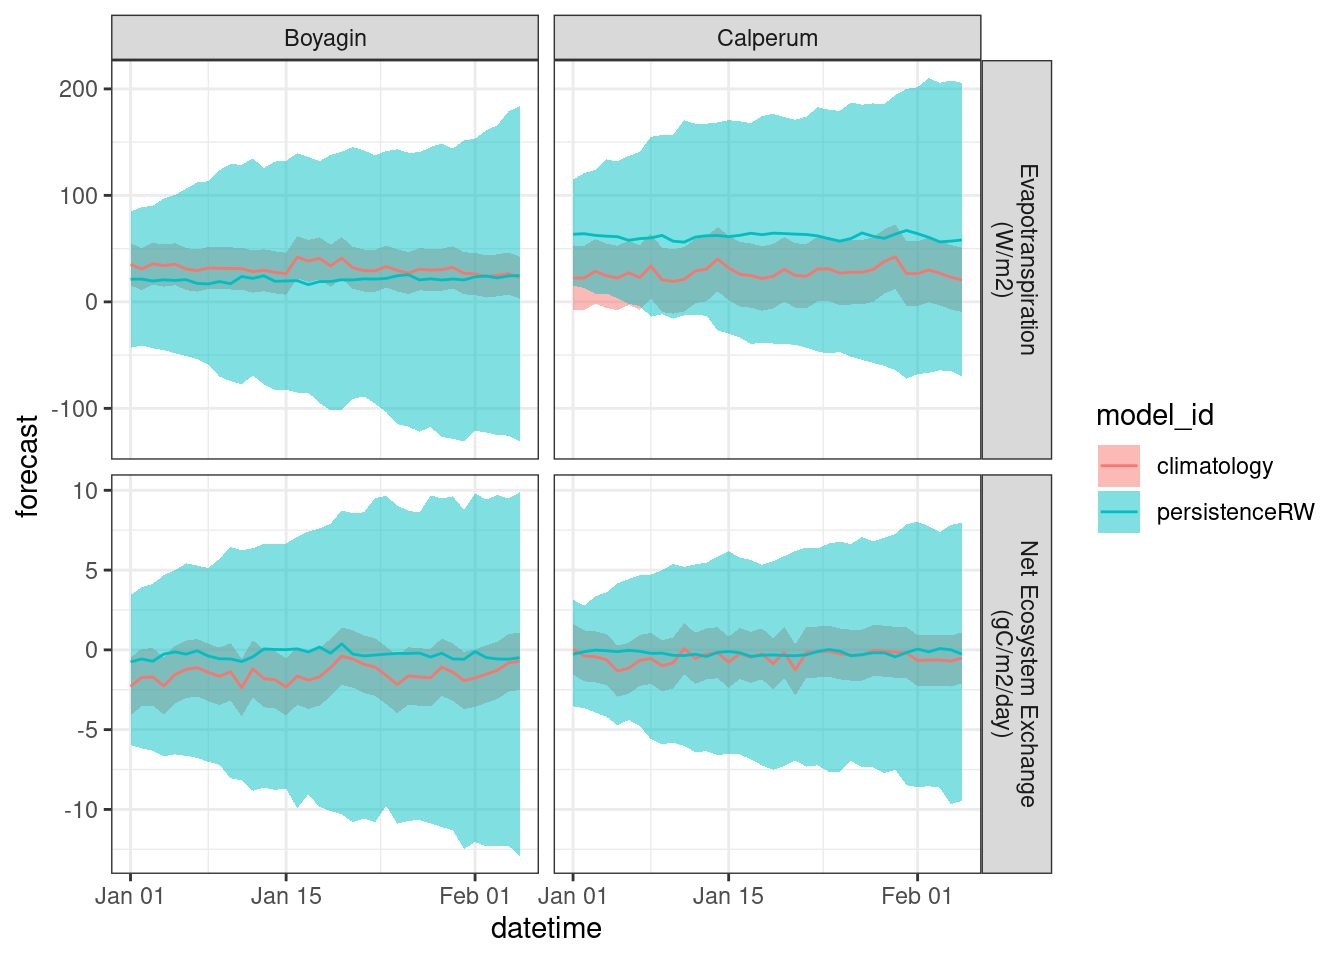 Boyagin
Calperum
200
100
0
-100
Evapotranspiration
(W/m2)
10
5
0
-5
-10
Net Ecosystem Exchange
(gC/m2/day)
Jan 01
Jan 15
Feb 01
Jan 01
Jan 15
Feb 01
datetime
forecast
model_id
climatology
persistenceRW